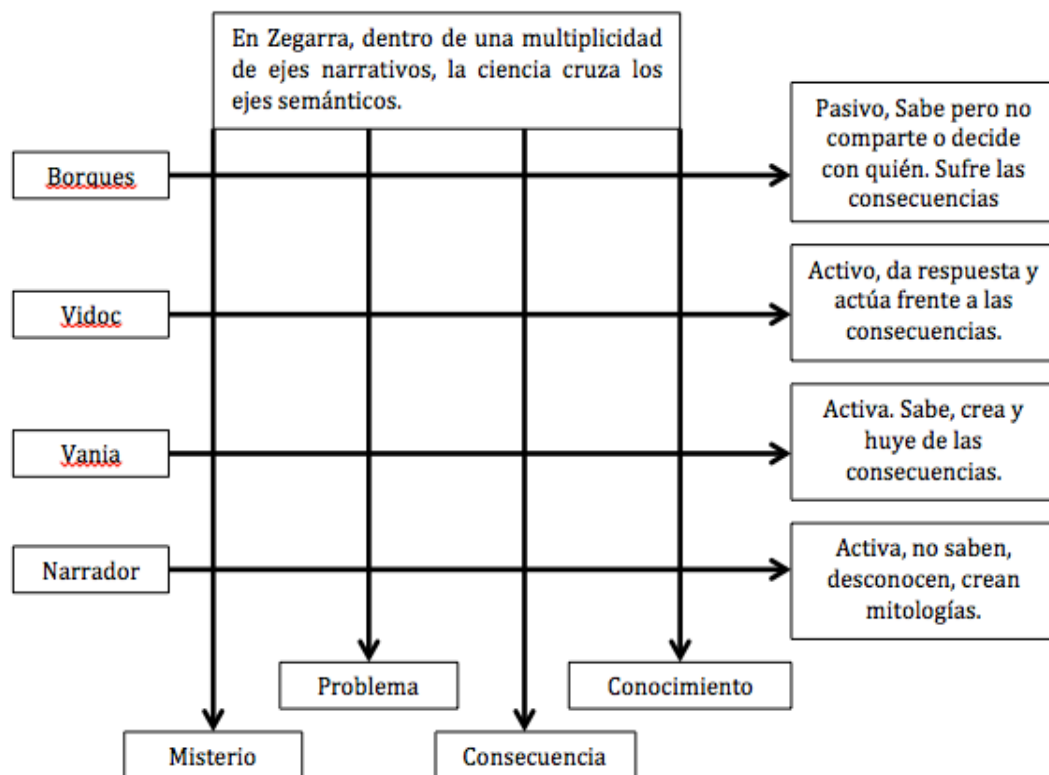 En Zegarra, dentro de una multiplicidad
de ejes narrativos, la ciencia cruza los
ejes semánticos.
Borques
Pasivo, Sabe pero no
comparte o decide
con quién. Sufre las
consecuencias
Vidoc
Activo, da respuesta y
actúa frente a las
consecuencias.
Vania
Activa. Sabe, crea y
huye de las
consecuencias.
Narrador
Activa, no saben,
desconocen, crean
mitologías.
Problema
Conocimiento
Misterio
Consecuencia